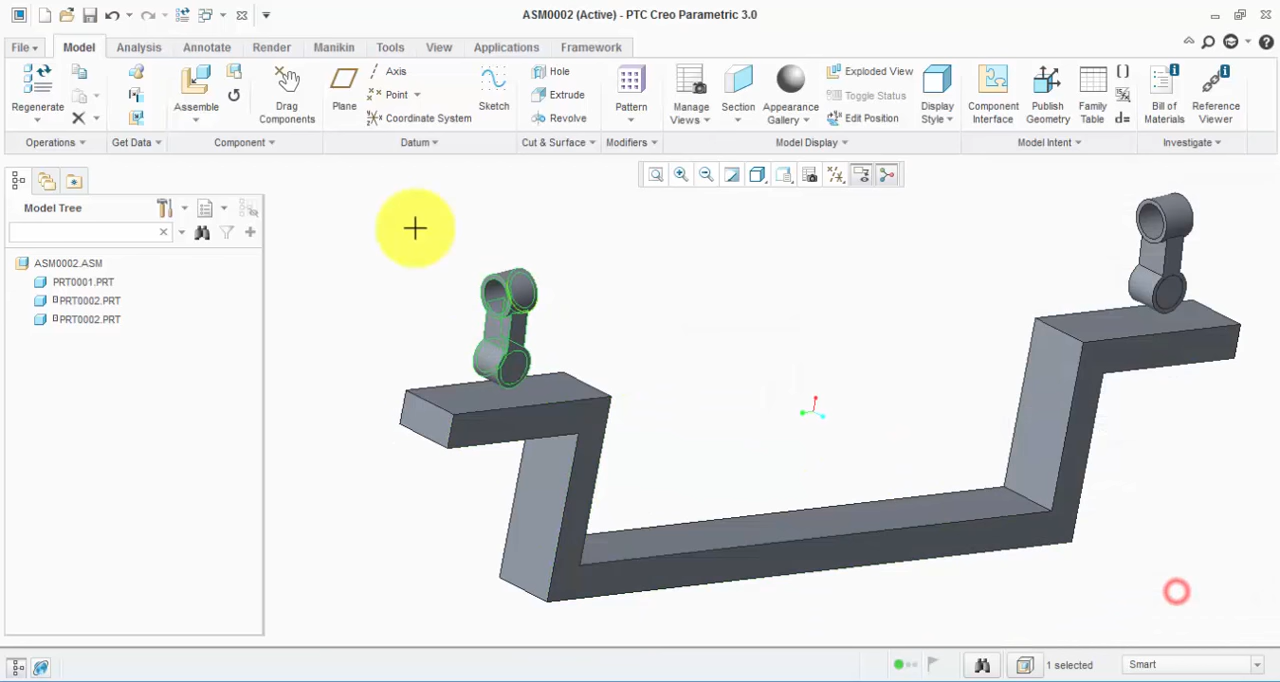 ASM0002 (Active) - PTC Creo Parametric 3.0
File Model Analysis Annotate Render Manikin Tools View Applications Framework
Regenerate
Assemble
Drag Components
Plane
Axis
Point
Coordinate System
Sketch
Hole
Extrude
Revolve
Pattern
Manage Views
Section
Appearance Gallery
Exploded View
Toggle Status
Edit Position
Display Style
Component Interface
Publish Geometry
Family Table
d=
Bill of Materials
Reference Viewer
Operations Get Data Component Datum Cut & Surface Modifiers Model Display Model Intent Investigate
Model Tree
ASM0002.ASM
PRT0001.PRT
PRT0002.PRT
PRT0002.PRT
1 selected
Smart